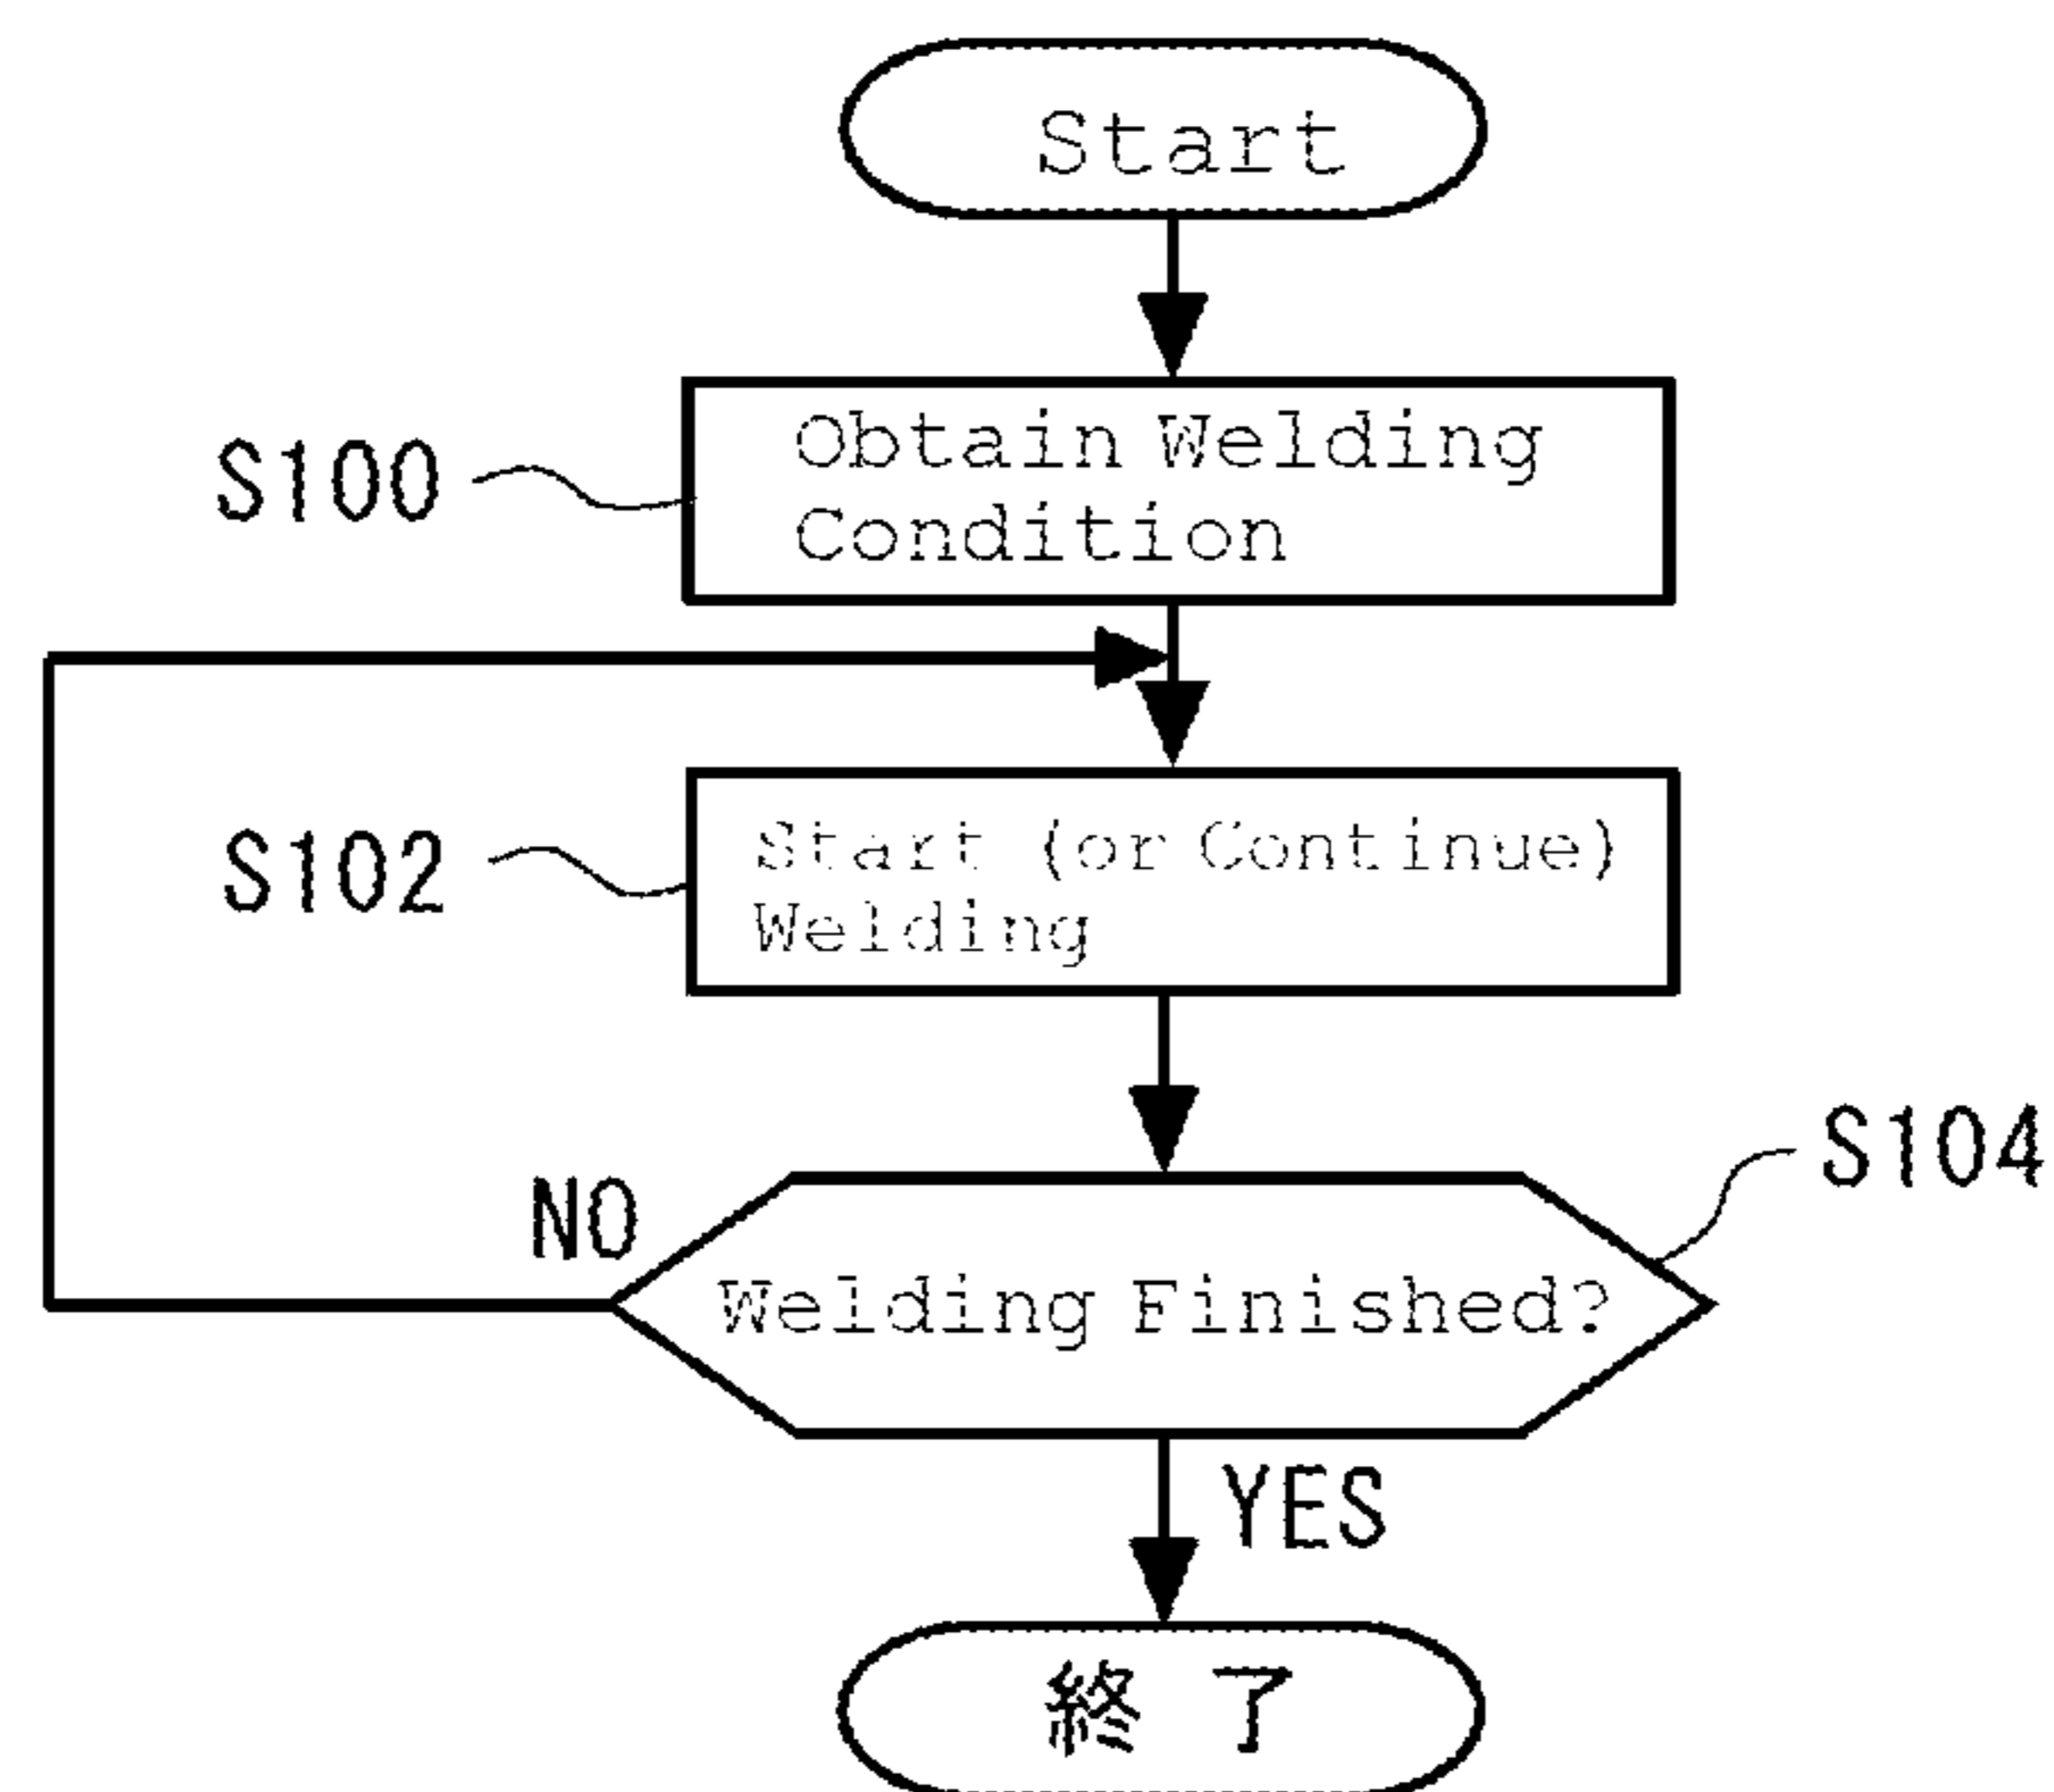 Start
S100
Obtain Welding
Condition
S102
Start (or Continue)
Welding
S104
NO
Welding Finished?
YES
終了